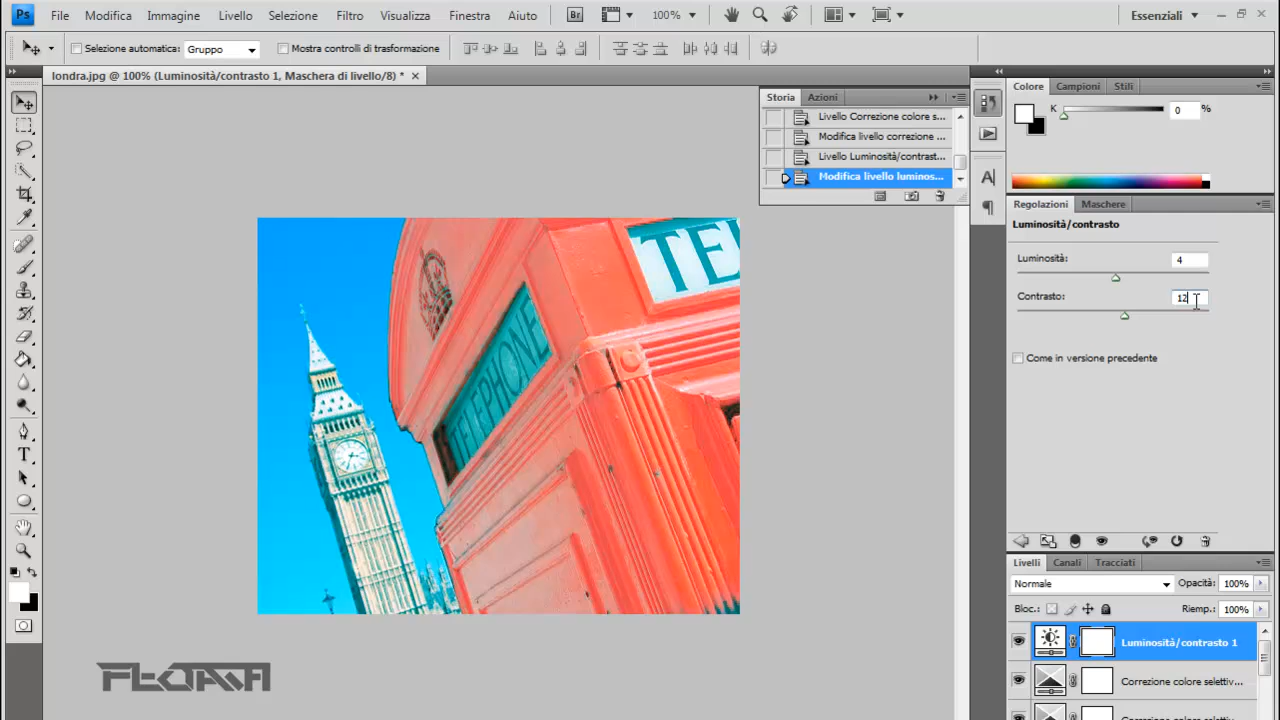 Ps File Modifica Immagine Livello Selezione Filtro Visualizza Finestra Aiuto Br 100% Essenziali
Selezione automatica: Gruppo Mostra controlli di trasformazione
londra.jpg @ 100% (Luminosità/contrasto 1, Maschera di livello/8) *
Storia Azioni
Livello Correzione colore s...
Modifica livello correzione ...
Livello Luminosità/contrast...
Modifica livello luminos...
Colore Campioni Stili
K 0 %
Regolazioni Maschere
Luminosità/contrasto
Luminosità: 4
Contrasto: 12
Come in versione precedente
TE
TELEPHONE
Livelli Canali Tracciati
Normale Opacità: 100%
Bloc.: Riemp.: 100%
Luminosità/contrasto 1
Correzione colore selettiv...